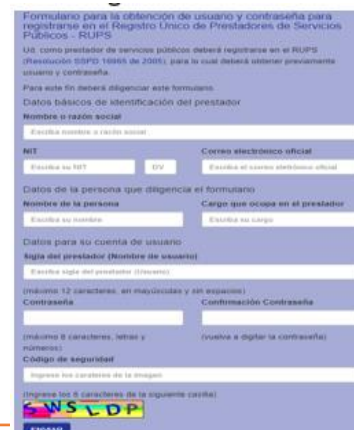 Formulario para la obtención de usuario y contraseña para
registrarse en el Registro Único de Prestadores de Servicios
Públicos - RUPS
Ud. como prestador de servicios públicos deberá registrarse en el RUPS
(Resolución SSPD 16965 de 2005), para lo cual deberá obtener previamente
usuario y contraseña.
Para este fin deberá diligenciar este formulario.
Datos básicos de identificación del prestador
Nombre o razón social
Escriba nombre o razón social
NIT
Correo electrónico oficial
Escriba su NIT
DV
Escriba el correo eletrónico oficial
Datos de la persona que diligencia el formulario
Nombre de la persona
Cargo que ocupa en el prestador
Escriba su nombre
Escriba su cargo
Datos para su cuenta de usuario
Sigla del prestador (Nombre de usuario)
Escriba sigla del prestador (Usuario)
(máximo 12 caracteres, en mayúsculas y sin espacios)
Contraseña
Confirmación Contraseña
(máximo 8 caracteres, letras y
números)
(vuelva a digitar la contraseña)
Código de seguridad
Ingrese los carateres de la imagen
(Ingrese los 6 caracteres de la siguiente casilla)
S W S L D P
ENVIAR